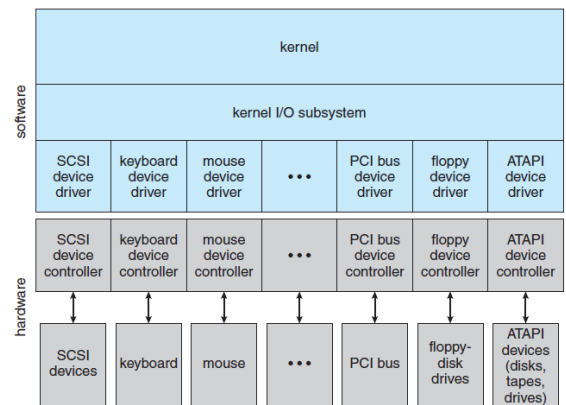 kernel
kernel I/O subsystem
software
SCSI
device
driver
keyboard
device
driver
mouse
device
driver
•••
PCI bus
device
driver
floppy
device
driver
ATAPI
device
driver
hardware
SCSI
device
controller
keyboard
device
controller
mouse
device
controller
•••
PCI bus
device
controller
floppy
device
controller
ATAPI
device
controller
SCSI
devices
keyboard
mouse
•••
PCI bus
floppy-
disk
drives
ATAPI
devices
(disks,
tapes,
drives)